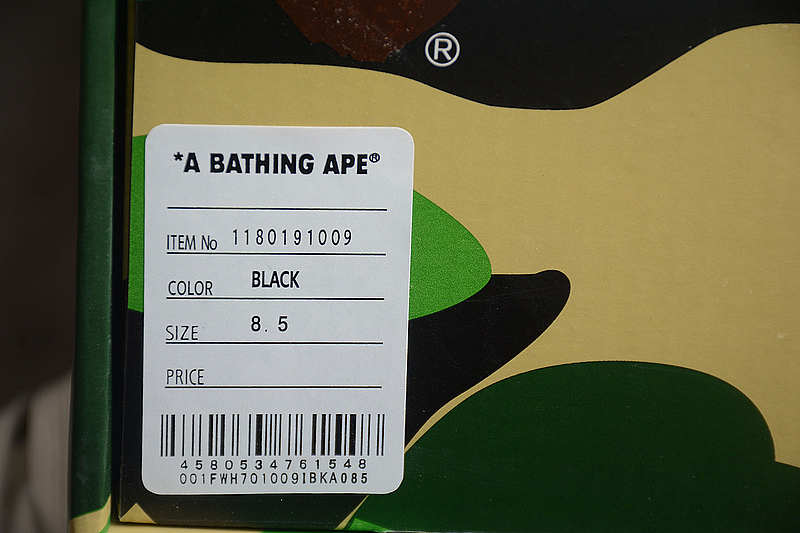 ®
*A BATHING APE®
ITEM No 1180191009
COLOR BLACK
SIZE 8.5
PRICE
4580534761548
001FWH701009IBKA085